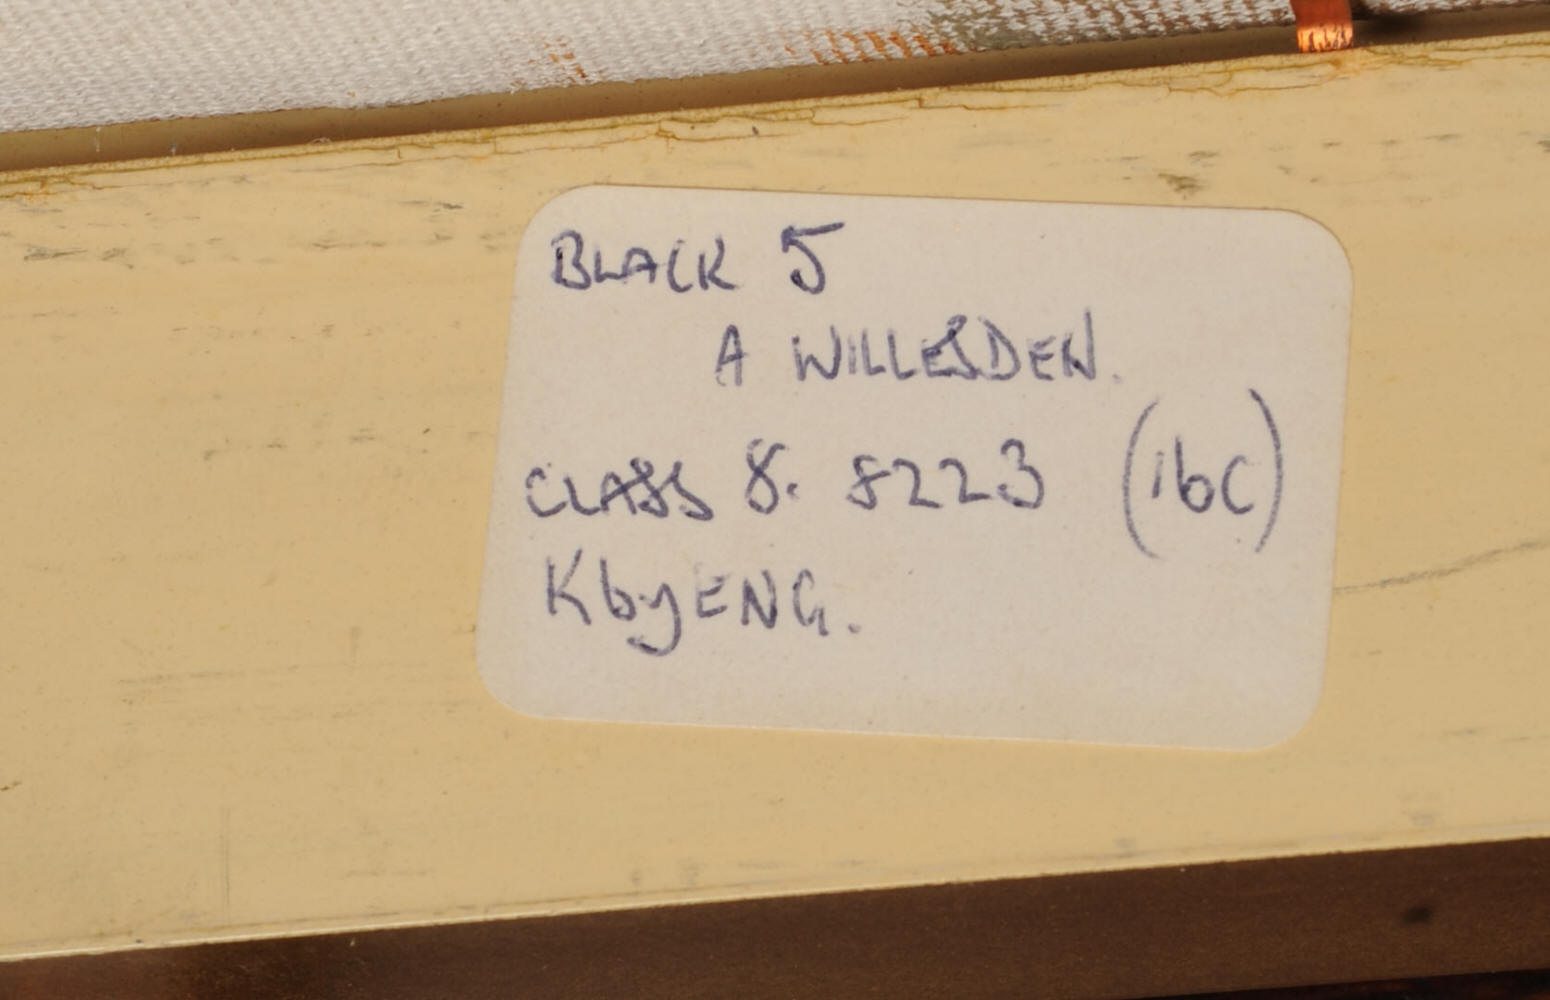 BLACK 5
A WILLESDEN.
CLASS 8. 8223 (16C)
KbyENG.